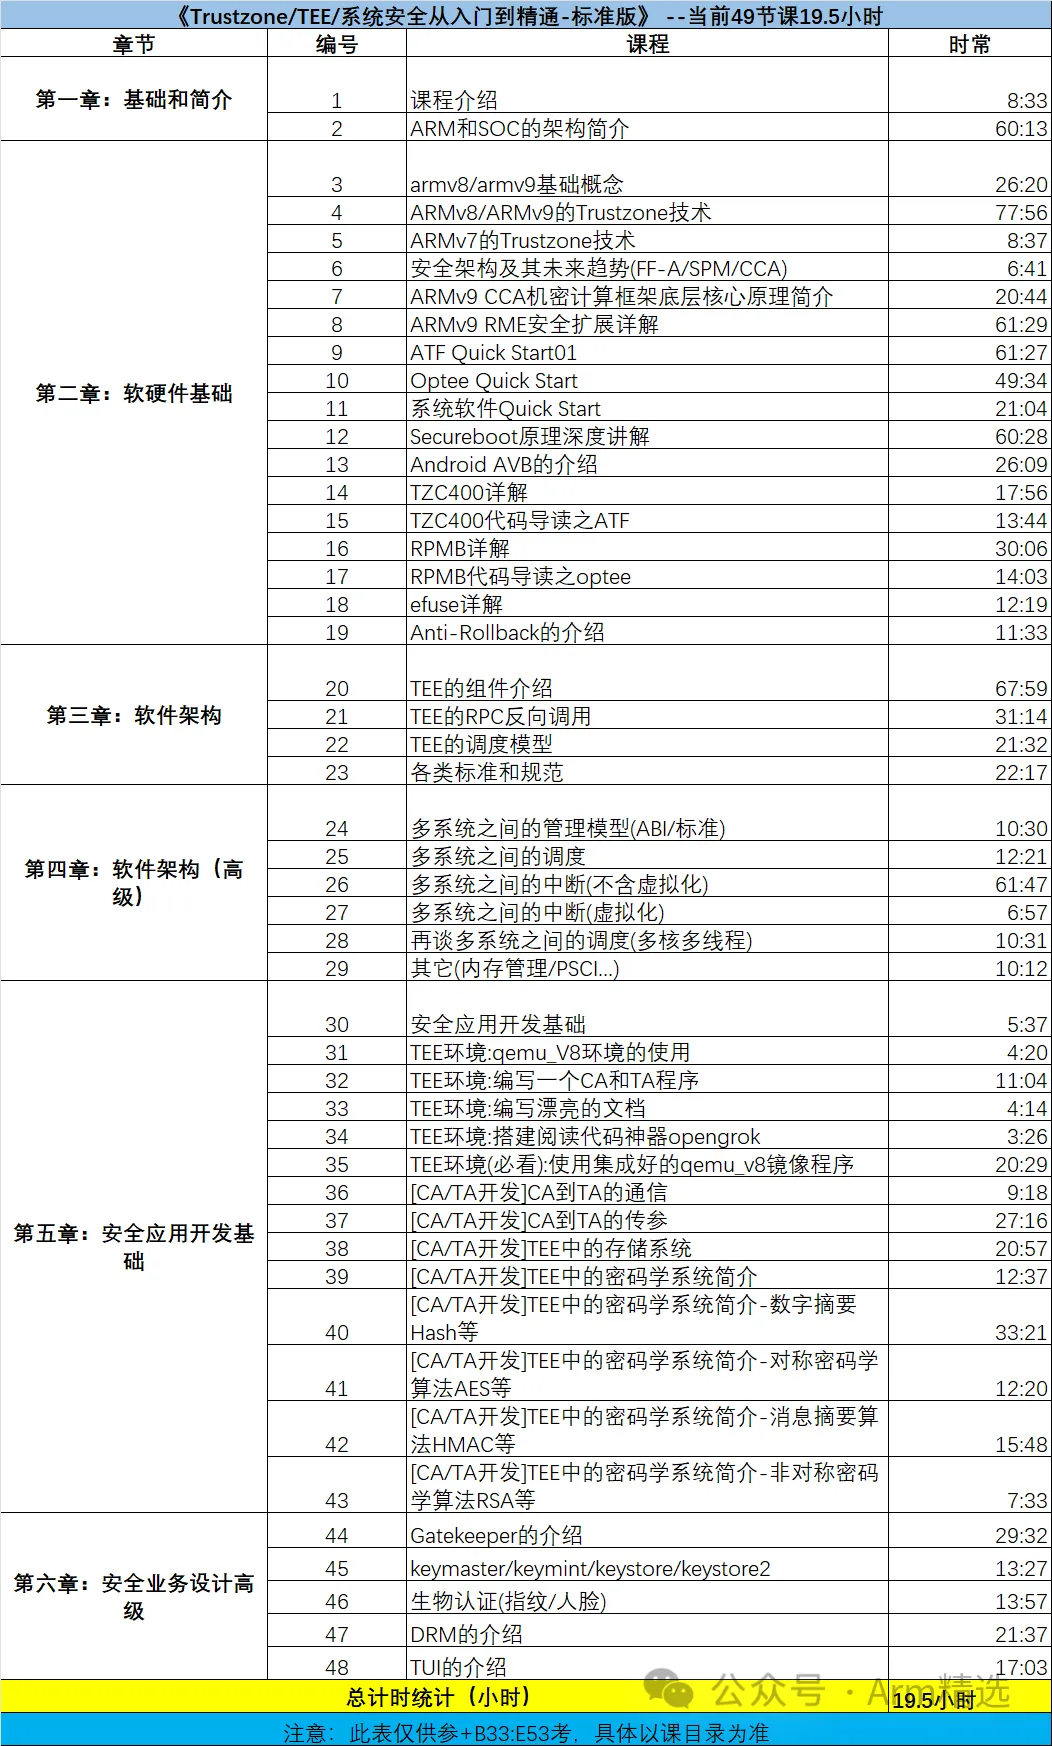 《Trustzone/TEE/系统安全从入门到精通-标准版》 --当前49节课19.5小时
章节 编号 课程 时常
第一章：基础和简介
1 课程介绍 8:33
2 ARM和SOC的架构简介 60:13
第二章：软硬件基础
3 armv8/armv9基础概念 26:20
4 ARMv8/ARMv9的Trustzone技术 77:56
5 ARMv7的Trustzone技术 8:37
6 安全架构及其未来趋势(FF-A/SPM/CCA) 6:41
7 ARMv9 CCA机密计算框架底层核心原理简介 20:44
8 ARMv9 RME安全扩展详解 61:29
9 ATF Quick Start01 61:27
10 Optee Quick Start 49:34
11 系统软件Quick Start 21:04
12 Secureboot原理深度讲解 60:28
13 Android AVB的介绍 26:09
14 TZC400详解 17:56
15 TZC400代码导读之ATF 13:44
16 RPMB详解 30:06
17 RPMB代码导读之optee 14:03
18 efuse详解 12:19
19 Anti-Rollback的介绍 11:33
第三章：软件架构
20 TEE的组件介绍 67:59
21 TEE的RPC反向调用 31:14
22 TEE的调度模型 21:32
23 各类标准和规范 22:17
第四章：软件架构（高
级）
24 多系统之间的管理模型(ABI/标准) 10:30
25 多系统之间的调度 12:21
26 多系统之间的中断(不含虚拟化) 61:47
27 多系统之间的中断(虚拟化) 6:57
28 再谈多系统之间的调度(多核多线程) 10:31
29 其它(内存管理/PSCI...) 10:12
第五章：安全应用开发基
础
30 安全应用开发基础 5:37
31 TEE环境:qemu_V8环境的使用 4:20
32 TEE环境:编写一个CA和TA程序 11:04
33 TEE环境:编写漂亮的文档 4:14
34 TEE环境:搭建阅读代码神器opengrok 3:26
35 TEE环境(必看):使用集成好的qemu_v8镜像程序 20:29
36 [CA/TA开发]CA到TA的通信 9:18
37 [CA/TA开发]CA到TA的传参 27:16
38 [CA/TA开发]TEE中的存储系统 20:57
39 [CA/TA开发]TEE中的密码学系统简介 12:37
[CA/TA开发]TEE中的密码学系统简介-数字摘要
40 Hash等 33:21
[CA/TA开发]TEE中的密码学系统简介-对称密码学
41 算法AES等 12:20
[CA/TA开发]TEE中的密码学系统简介-消息摘要算
42 法HMAC等 15:48
[CA/TA开发]TEE中的密码学系统简介-非对称密码
43 学算法RSA等 7:33
第六章：安全业务设计高
级
44 Gatekeeper的介绍 29:32
45 keymaster/keymint/keystore/keystore2 13:27
46 生物认证(指纹/人脸) 13:57
47 DRM的介绍 21:37
48 TUI的介绍 17:03
总计时统计（小时） 19.5小时
公众号 · Arm精选
注意：此表仅供参+B33:E53考，具体以课目录为准